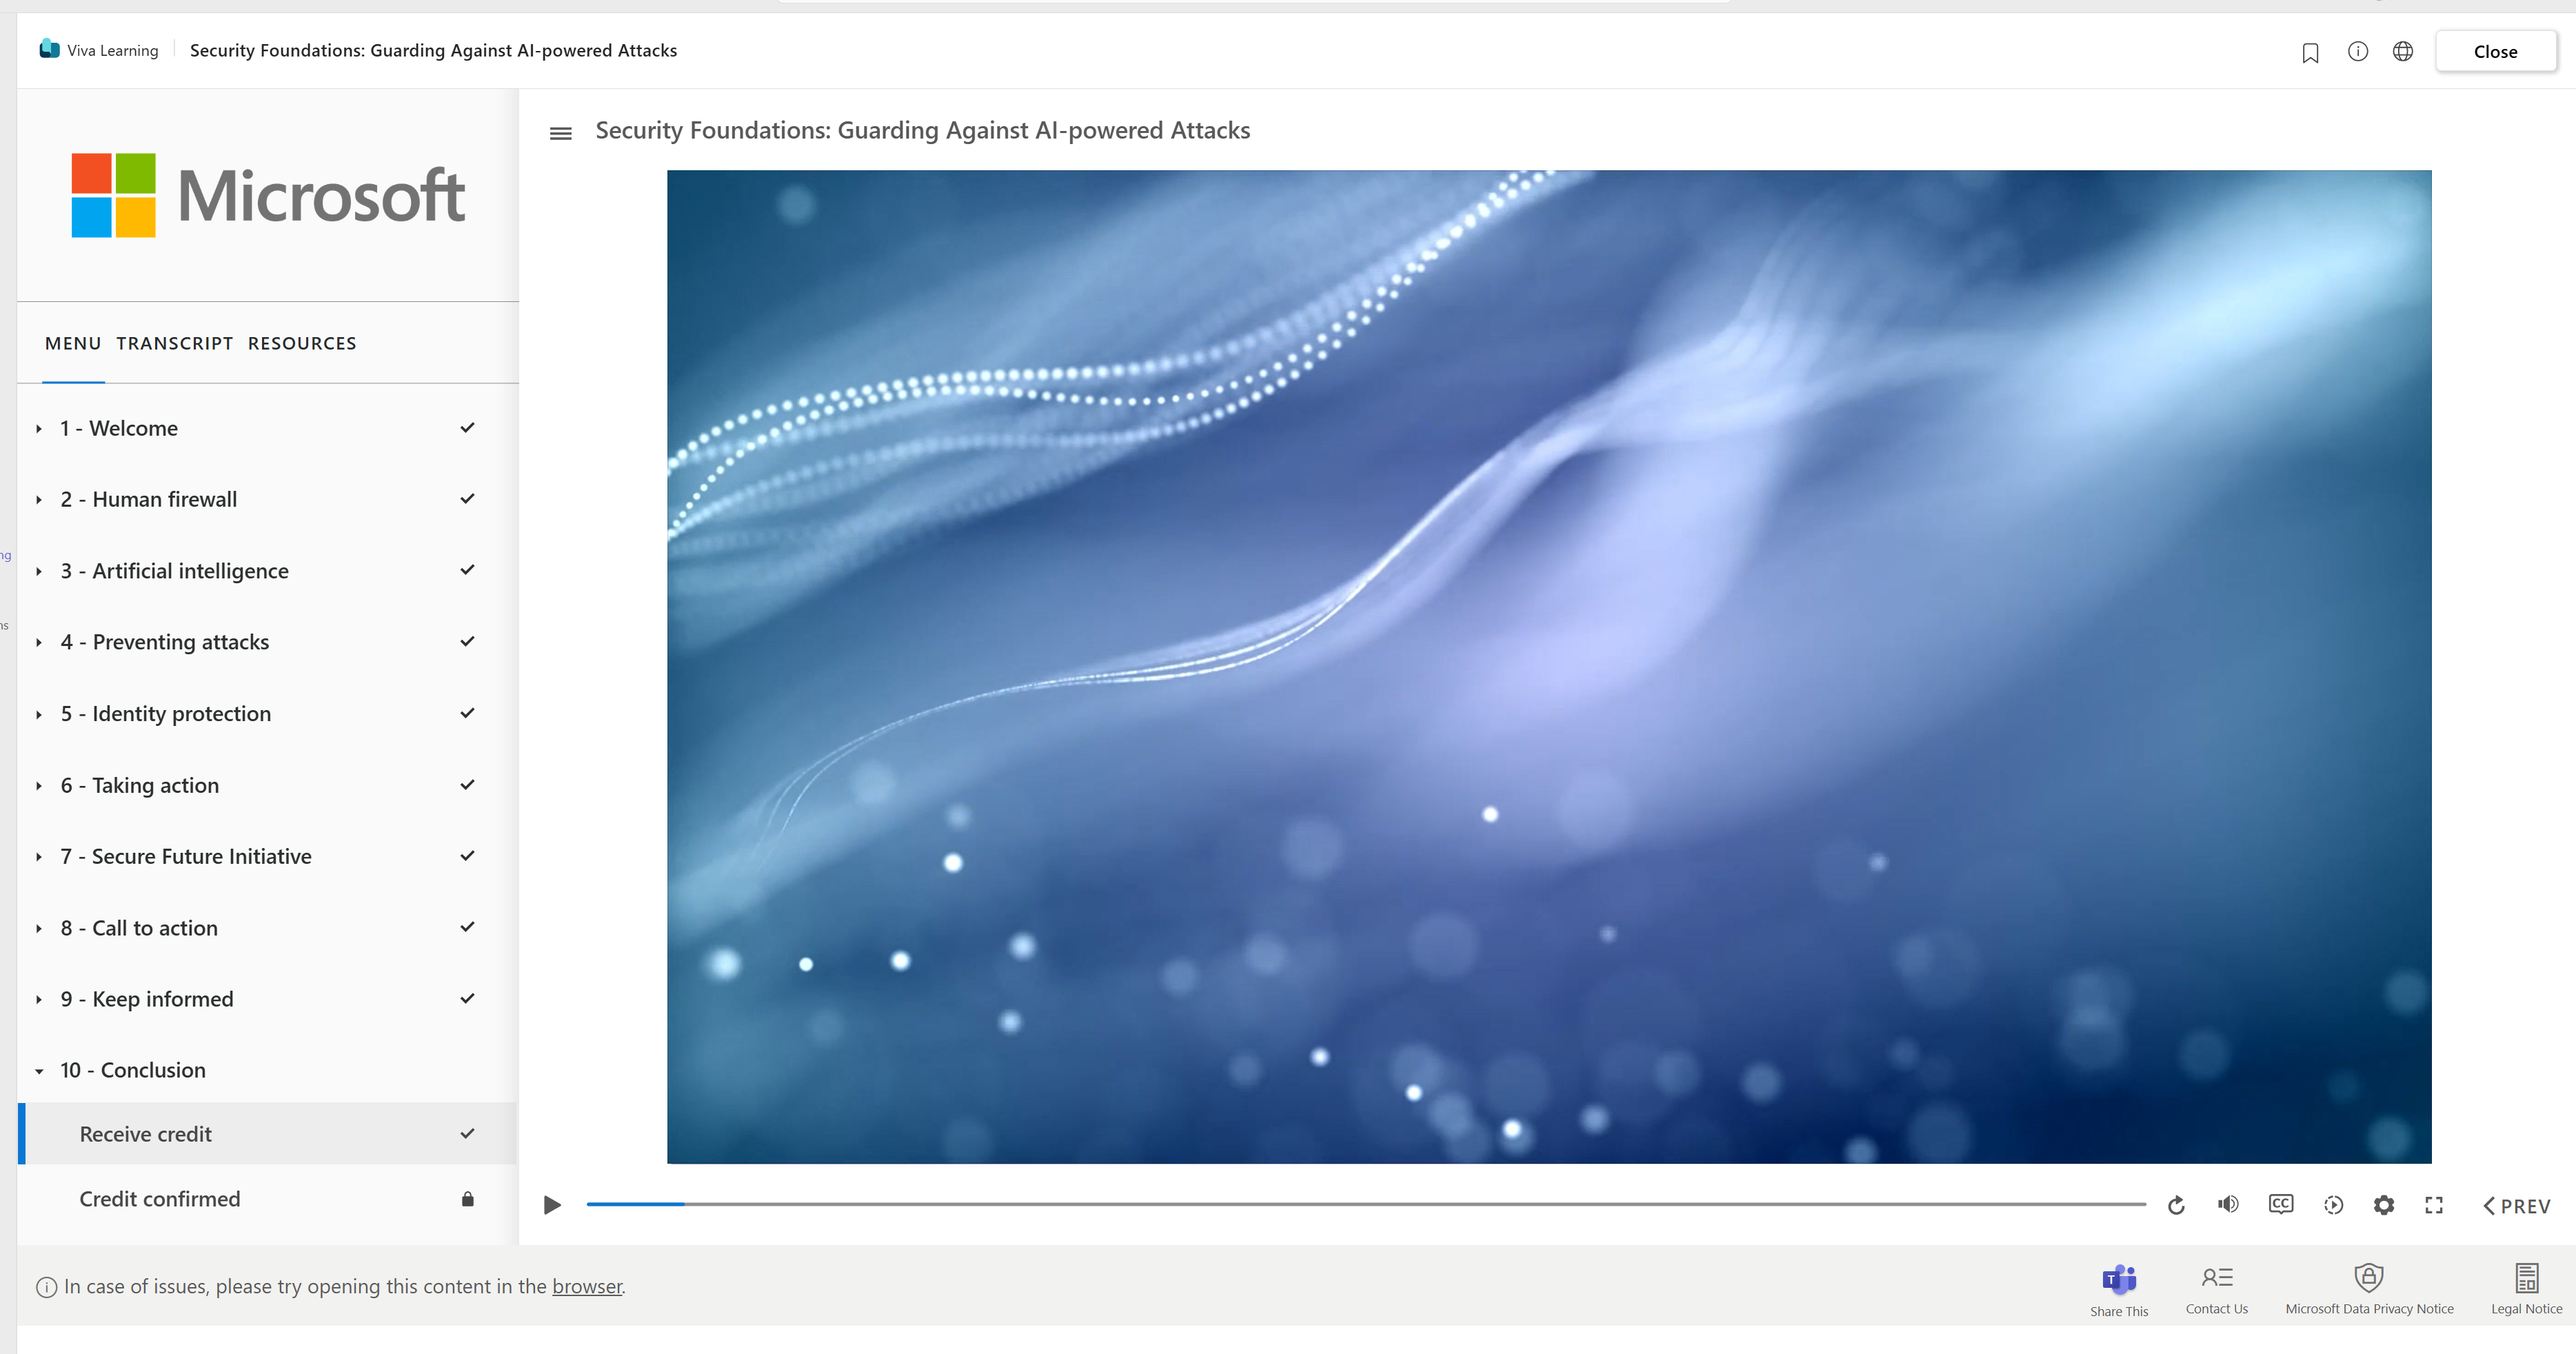 Viva Learning
Security Foundations: Guarding Against AI-powered Attacks
Close
Microsoft
Security Foundations: Guarding Against AI-powered Attacks
MENU TRANSCRIPT RESOURCES
1 - Welcome
2 - Human firewall
ng
3 - Artificial intelligence
ns
4 - Preventing attacks
5 - Identity protection
6 - Taking action
7 - Secure Future Initiative
8 - Call to action
9 - Keep informed
10 - Conclusion
Receive credit
Credit confirmed
CC
PREV
In case of issues, please try opening this content in the browser.
T
Share This
Contact Us
Microsoft Data Privacy Notice
Legal Notice